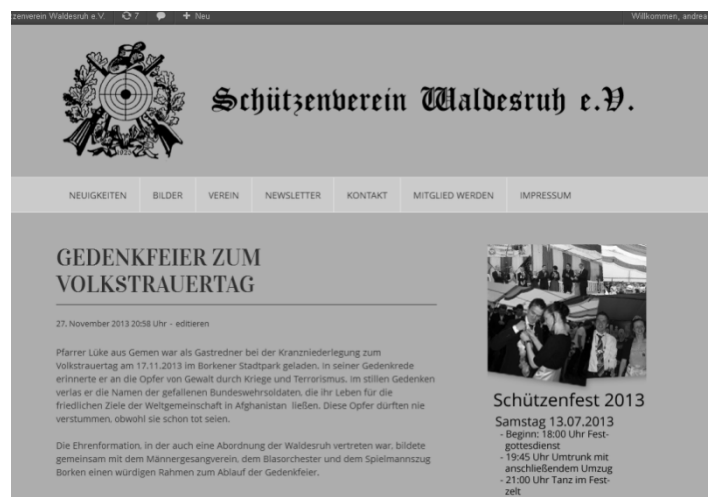 zenverein Waldesruh e.V. 7 + Neu Willkommen, andrea
Schützenverein Waldesruh e.V.
1925
NEUIGKEITEN BILDER VEREIN NEWSLETTER KONTAKT MITGLIED WERDEN IMPRESSUM
GEDENKFEIER ZUM
VOLKSTRAUERTAG
27. November 2013 20:58 Uhr - editieren
Pfarrer Lüke aus Gemen war als Gastredner bei der Kranzniederlegung zum
Volkstrauertag am 17.11.2013 im Borkener Stadtpark geladen. In seiner Gedenkrede
erinnerte er an die Opfer von Gewalt durch Kriege und Terrorismus. Im stillen Gedenken
verlas er die Namen der gefallenen Bundeswehrsoldaten, die ihr Leben für die
friedlichen Ziele der Weltgemeinschaft in Afghanistan ließen. Diese Opfer dürften nie
verstummen, obwohl sie schon tot seien.
Die Ehrenformation, in der auch eine Abordnung der Waldesruh vertreten war, bildete
gemeinsam mit dem Männergesangverein, dem Blasorchester und dem Spielmannszug
Borken einen würdigen Rahmen zum Ablauf der Gedenkfeier.
Schützenfest 2013
Samstag 13.07.2013
- Beginn: 18:00 Uhr Fest-
gottesdienst
- 19:45 Uhr Umtrunk mit
anschließendem Umzug
- 21:00 Uhr Tanz im Fest-
zelt